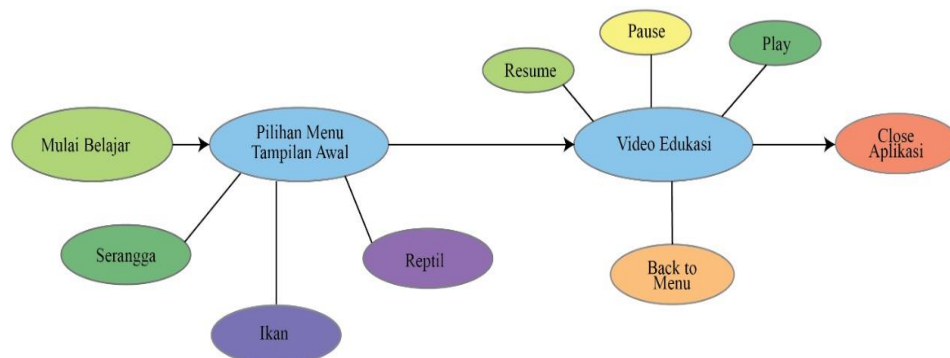 Pause
Play
Resume
Mulai Belajar
Pilihan Menu
Tampilan Awal
Video Edukasi
Close
Aplikasi
Serangga
Reptil
Back to
Menu
Ikan